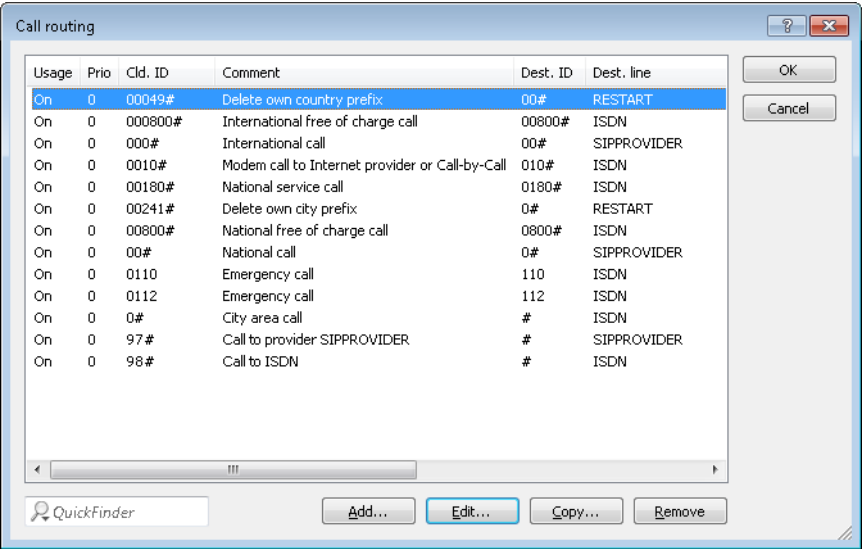 Call routing
Usage Prio Cld. ID Comment Dest. ID Dest. line
On 0 00049# Delete own country prefix 00# RESTART
On 0 000800# International free of charge call 00800# ISDN
On 0 000# International call 00# SIPPROVIDER
On 0 0010# Modem call to Internet provider or Call-by-Call 010# ISDN
On 0 00180# National service call 0180# ISDN
On 0 00241# Delete own city prefix 0# RESTART
On 0 00800# National free of charge call 0800# ISDN
On 0 00# National call 0# SIPPROVIDER
On 0 0110 Emergency call 110 ISDN
On 0 0112 Emergency call 112 ISDN
On 0 0# City area call # ISDN
On 0 97# Call to provider SIPPROVIDER # SIPPROVIDER
On 0 98# Call to ISDN # ISDN
OK
Cancel
QuickFinder
Add... Edit... Copy... Remove